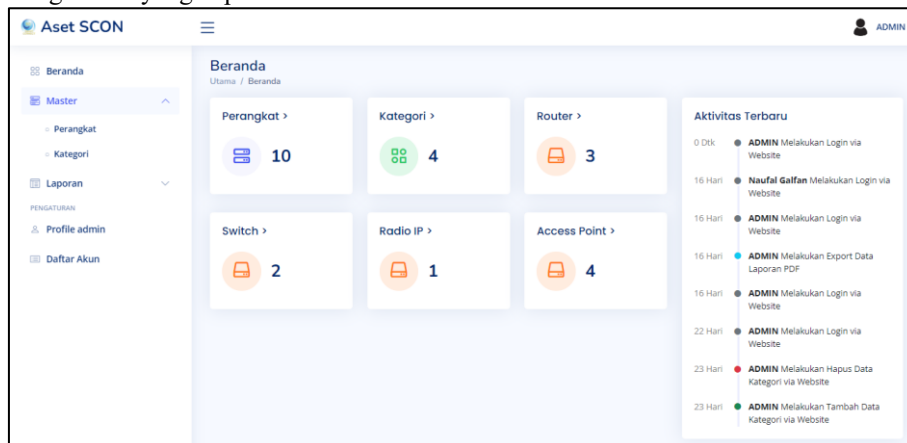 Aset SCON
ADMIN
Beranda
Master
Perangkat
Kategori
Laporan
PENGATURAN
Profile admin
Daftar Akun
Beranda
Utama / Beranda
Perangkat >
10
Kategori >
4
Router >
3
Switch >
2
Radio IP >
1
Access Point >
4
Aktivitas Terbaru
0 Dtk ADMIN Melakukan Login via
Website
16 Hari Naufal Galfan Melakukan Login via
Website
16 Hari ADMIN Melakukan Login via
Website
16 Hari ADMIN Melakukan Export Data
Laporan PDF
16 Hari ADMIN Melakukan Login via
Website
22 Hari ADMIN Melakukan Login via
Website
23 Hari ADMIN Melakukan Hapus Data
Kategori via Website
23 Hari ADMIN Melakukan Tambah Data
Kategori via Website